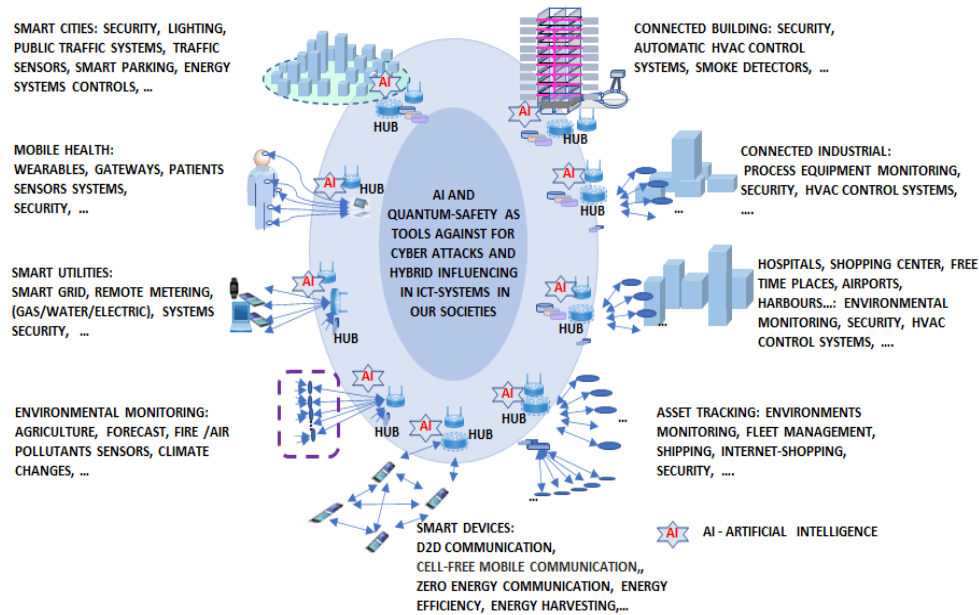 SMART CITIES: SECURITY, LIGHTING,
PUBLIC TRAFFIC SYSTEMS, TRAFFIC
SENSORS, SMART PARKING, ENERGY
SYSTEMS CONTROLS, ...
AI
HUB
CONNECTED BUILDING: SECURITY,
AUTOMATIC HVAC CONTROL
SYSTEMS, SMOKE DETECTORS, ...
AI
HUB
MOBILE HEALTH:
WEARABLES, GATEWAYS, PATIENTS
SENSORS SYSTEMS,
SECURITY, ...
AI
HUB
AI AND
QUANTUM-SAFETY AS
TOOLS AGAINST FOR
CYBER ATTACKS AND
HYBRID INFLUENCING
IN ICT-SYSTEMS IN
OUR SOCIETIES
AI
HUB
...
CONNECTED INDUSTRIAL:
PROCESS EQUIPMENT MONITORING,
SECURITY, HVAC CONTROL SYSTEMS,
....
SMART UTILITIES:
SMART GRID, REMOTE METERING,
(GAS/WATER/ELECTRIC), SYSTEMS
SECURITY, ...
AI
HUB
AI
HUB
...
HOSPITALS, SHOPPING CENTER, FREE
TIME PLACES, AIRPORTS,
HARBOURS...: ENVIRONMENTAL
MONITORING, SECURITY, HVAC
CONTROL SYSTEMS, ....
ENVIRONMENTAL MONITORING:
AGRICULTURE, FORECAST, FIRE /AIR
POLLUTANTS SENSORS, CLIMATE
CHANGES, ...
AI
HUB
AI
HUB
AI
HUB
...
...
ASSET TRACKING: ENVIRONMENTS
MONITORING, FLEET MANAGEMENT,
SHIPPING, INTERNET-SHOPPING,
SECURITY, ....
SMART DEVICES:
D2D COMMUNICATION,
CELL-FREE MOBILE COMMUNICATION,,
ZERO ENERGY COMMUNICATION, ENERGY
EFFICIENCY, ENERGY HARVESTING,...
AI AI - ARTIFICIAL INTELLIGENCE